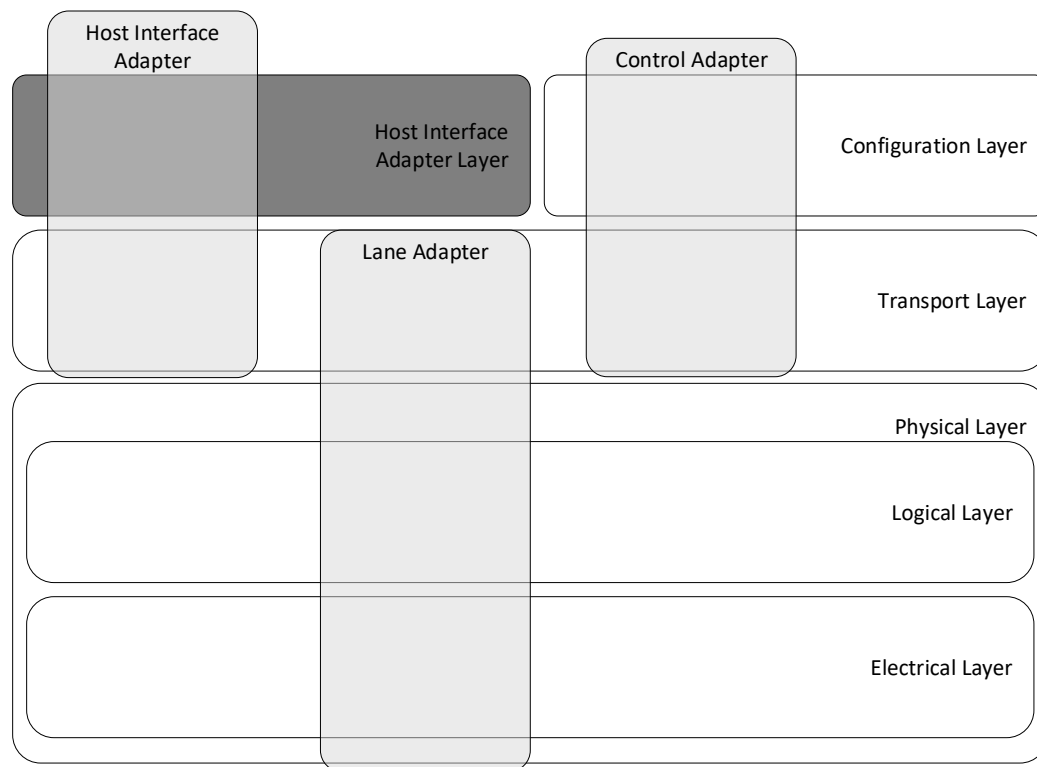 Host Interface
Adapter
Control Adapter
Host Interface
Adapter Layer
Configuration Layer
Lane Adapter
Transport Layer
Physical Layer
Logical Layer
Electrical Layer